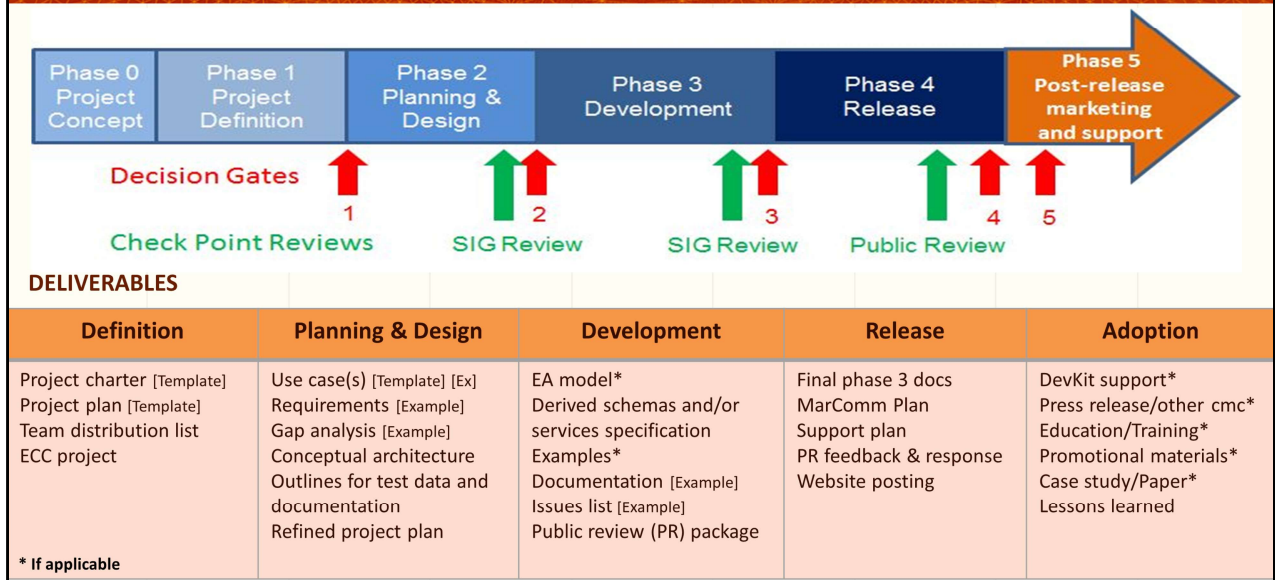 Phase 0
Project
Concept
Phase 1
Project
Definition
Phase 2
Planning &
Design
Phase 3
Development
Phase 4
Release
Phase 5
Post-release
marketing
and support
Decision Gates
1
2
3
4
5
Check Point Reviews
SIG Review
SIG Review
Public Review
DELIVERABLES
Definition
Project charter [Template]
Project plan [Template]
Team distribution list
ECC project
* If applicable
Planning & Design
Use case(s) [Template] [Ex]
Requirements [Example]
Gap analysis [Example]
Conceptual architecture
Outlines for test data and
documentation
Refined project plan
Development
EA model*
Derived schemas and/or
services specification
Examples*
Documentation [Example]
Issues list [Example]
Public review (PR) package
Release
Final phase 3 docs
MarComm Plan
Support plan
PR feedback & response
Website posting
Adoption
DevKit support*
Press release/other cmc*
Education/Training*
Promotional materials*
Case study/Paper*
Lessons learned